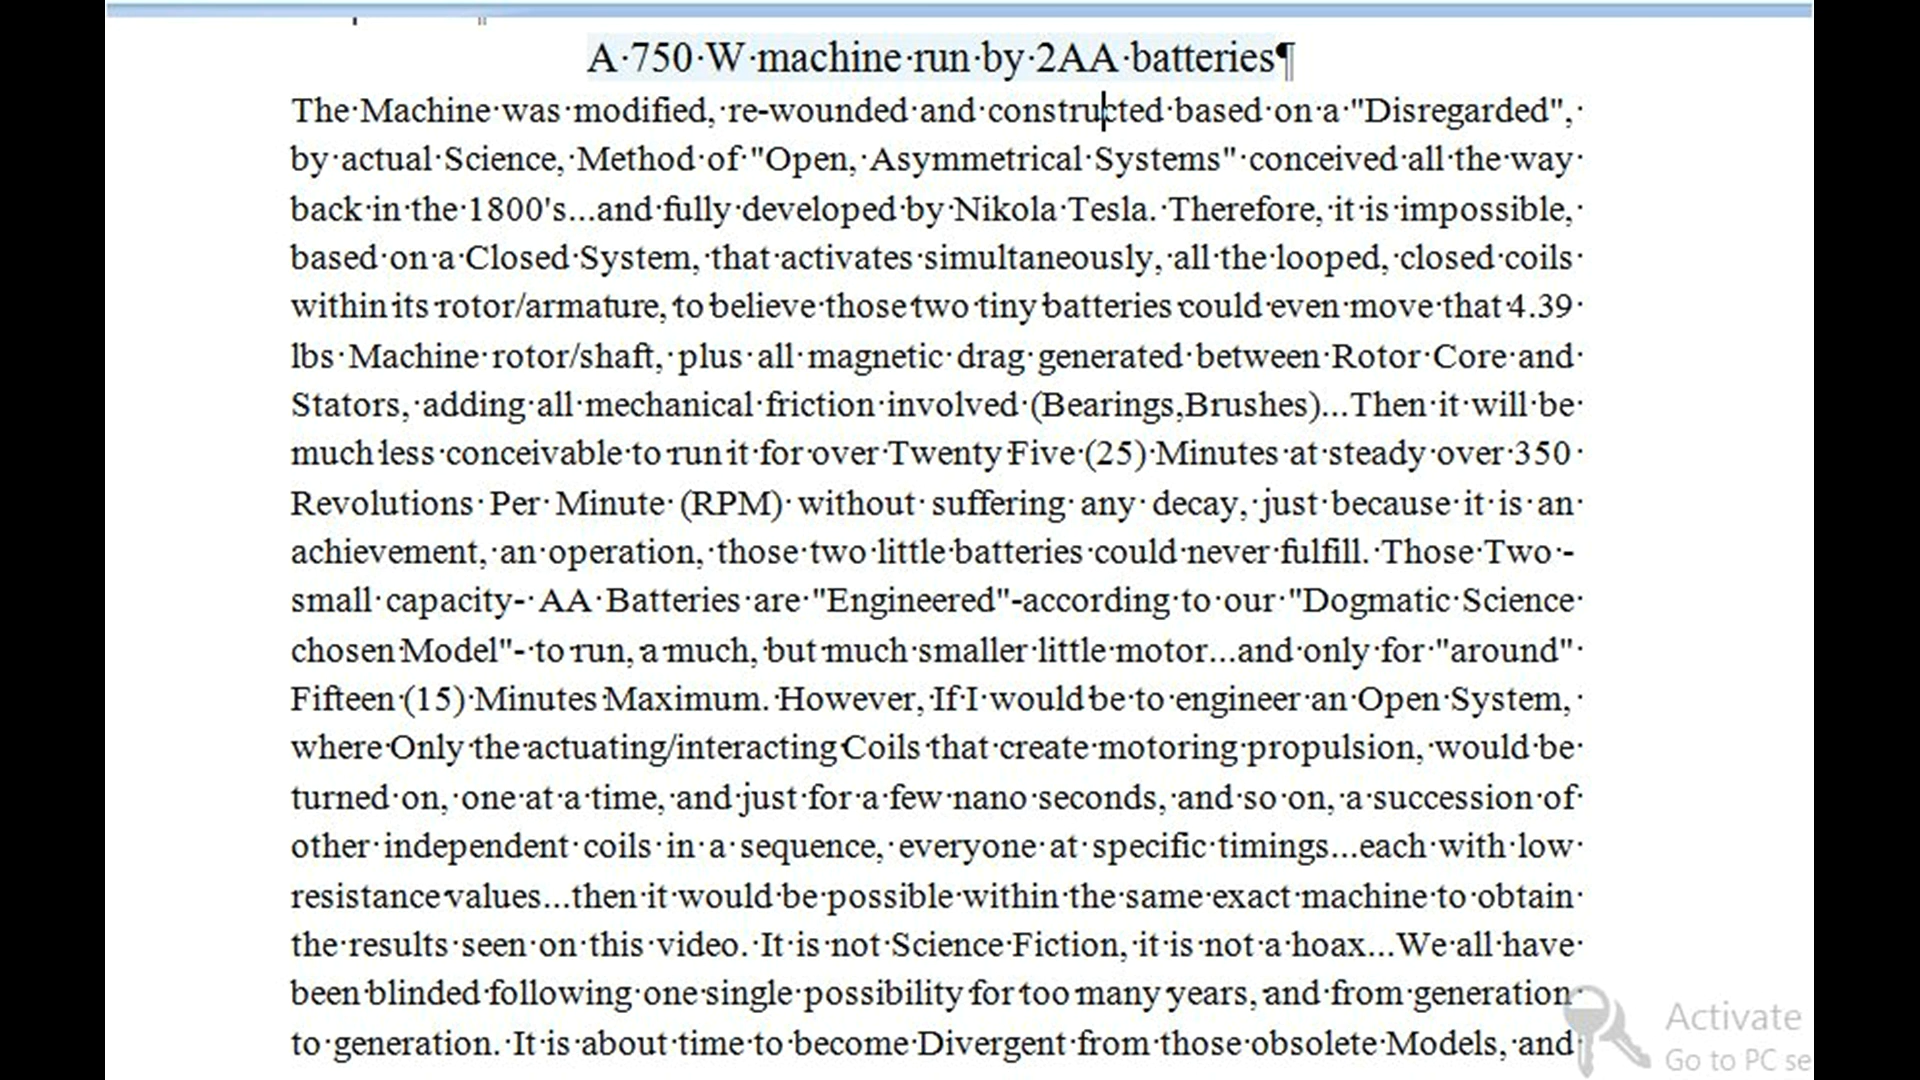 A 750 W machine run by 2AA batteries¶
The Machine was modified, re-wounded and constructed based on a "Disregarded",
by actual Science, Method of "Open, Asymmetrical Systems" conceived all the way
back in the 1800's...and fully developed by Nikola Tesla. Therefore, it is impossible,
based on a Closed System, that activates simultaneously, all the looped, closed coils
within its rotor/armature, to believe those two tiny batteries could even move that 4.39
lbs Machine rotor/shaft, plus all magnetic drag generated between Rotor Core and
Stators, adding all mechanical friction involved (Bearings,Brushes)...Then it will be
much less conceivable to run it for over Twenty Five (25) Minutes at steady over 350
Revolutions Per Minute (RPM) without suffering any decay, just because it is an
achievement, an operation, those two little batteries could never fulfill. Those Two -
small capacity- AA Batteries are "Engineered"-according to our "Dogmatic Science
chosen Model"- to run, a much, but much smaller little motor...and only for "around"
Fifteen (15) Minutes Maximum. However, If I would be to engineer an Open System,
where Only the actuating/interacting Coils that create motoring propulsion, would be
turned on, one at a time, and just for a few nano seconds, and so on, a succession of
other independent coils in a sequence, everyone at specific timings...each with low
resistance values...then it would be possible within the same exact machine to obtain
the results seen on this video. It is not Science Fiction, it is not a hoax...We all have
been blinded following one single possibility for too many years, and from generation
to generation. It is about time to become Divergent from those obsolete Models, and
Activate
Go to PC se